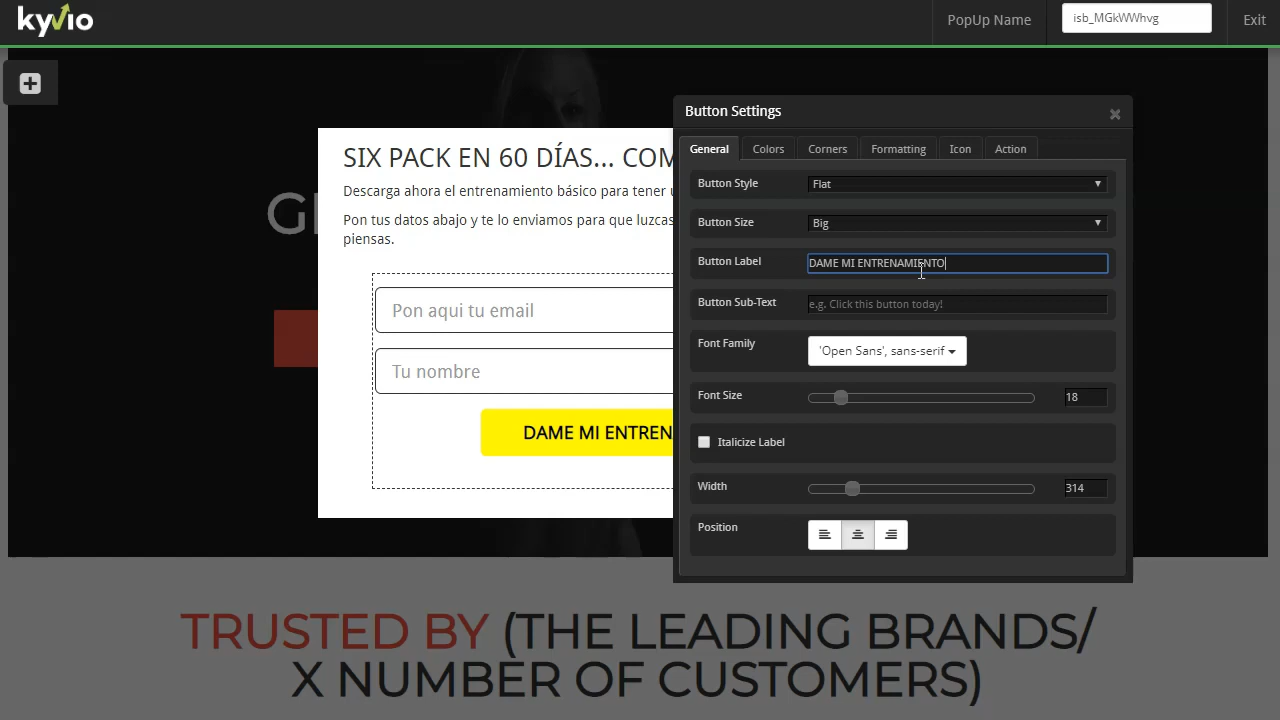 kyvio
PopUp Name
isb_MGkWWhvg
Exit
Button Settings
General
Colors
Corners
Formatting
Icon
Action
SIX PACK EN 60 DÍAS...
Descarga ahora el entrenamiento básico para tener
Pon tus datos abajo y te lo enviamos para que luzcas
piensas.
Pon aqui tu email
Tu nombre
DAME MI
Button Style
Flat
Button Size
Big
Button Label
DAME MI ENTRENAMIENTO
Button Sub-Text
e.g. Click this button today!
Font Family
'Open Sans', sans-serif
Font Size
18
Italicize Label
Width
314
Position
TRUSTED BY (THE LEADING BRANDS/
X NUMBER OF CUSTOMERS)